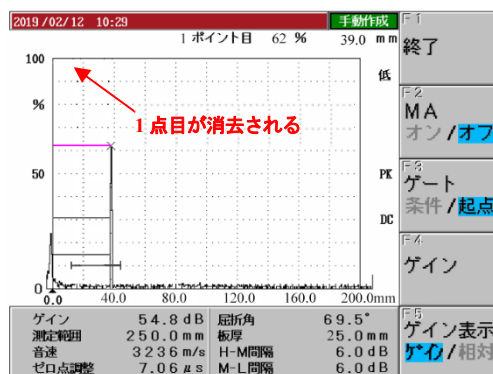 2019/02/12 10:29 手動作成
1 ポイント目 62 % 39.0 mm
100
低
%
1 点目が消去される
50
PK
DC
0
0.0 40.0 80.0 120.0 160.0 200.0mm
ゲイン 54.8dB 屈折角 69.5°
測定範囲 250.0mm 板厚 25.0mm
音速 3236m/s H-M間隔 6.0dB
ゼロ点調整 7.06μs M-L間隔 6.0dB
F1
終了
F2
MA
オン/オフ
F3
ゲート
条件/起点
F4
ゲイン
F5
ゲイン表示
ゲイン/相対